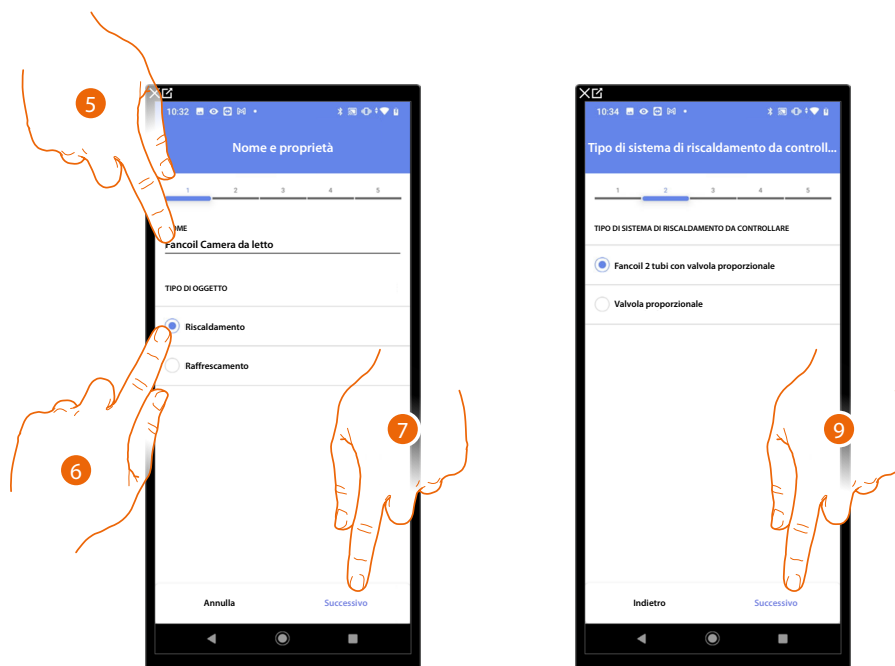 5
10:32
Nome e proprietà
1 2 3 4 5
Fancoil Camera da letto
TIPO DI OGGETTO
Riscaldamento
Raffrescamento
6
7
Annulla Successivo
10:34
Tipo di sistema di riscaldamento da controll...
1 2 3 4 5
TIPO DI SISTEMA DI RISCALDAMENTO DA CONTROLLARE
Fancoil 2 tubi con valvola proporzionale
Valvola proporzionale
9
Indietro Successivo